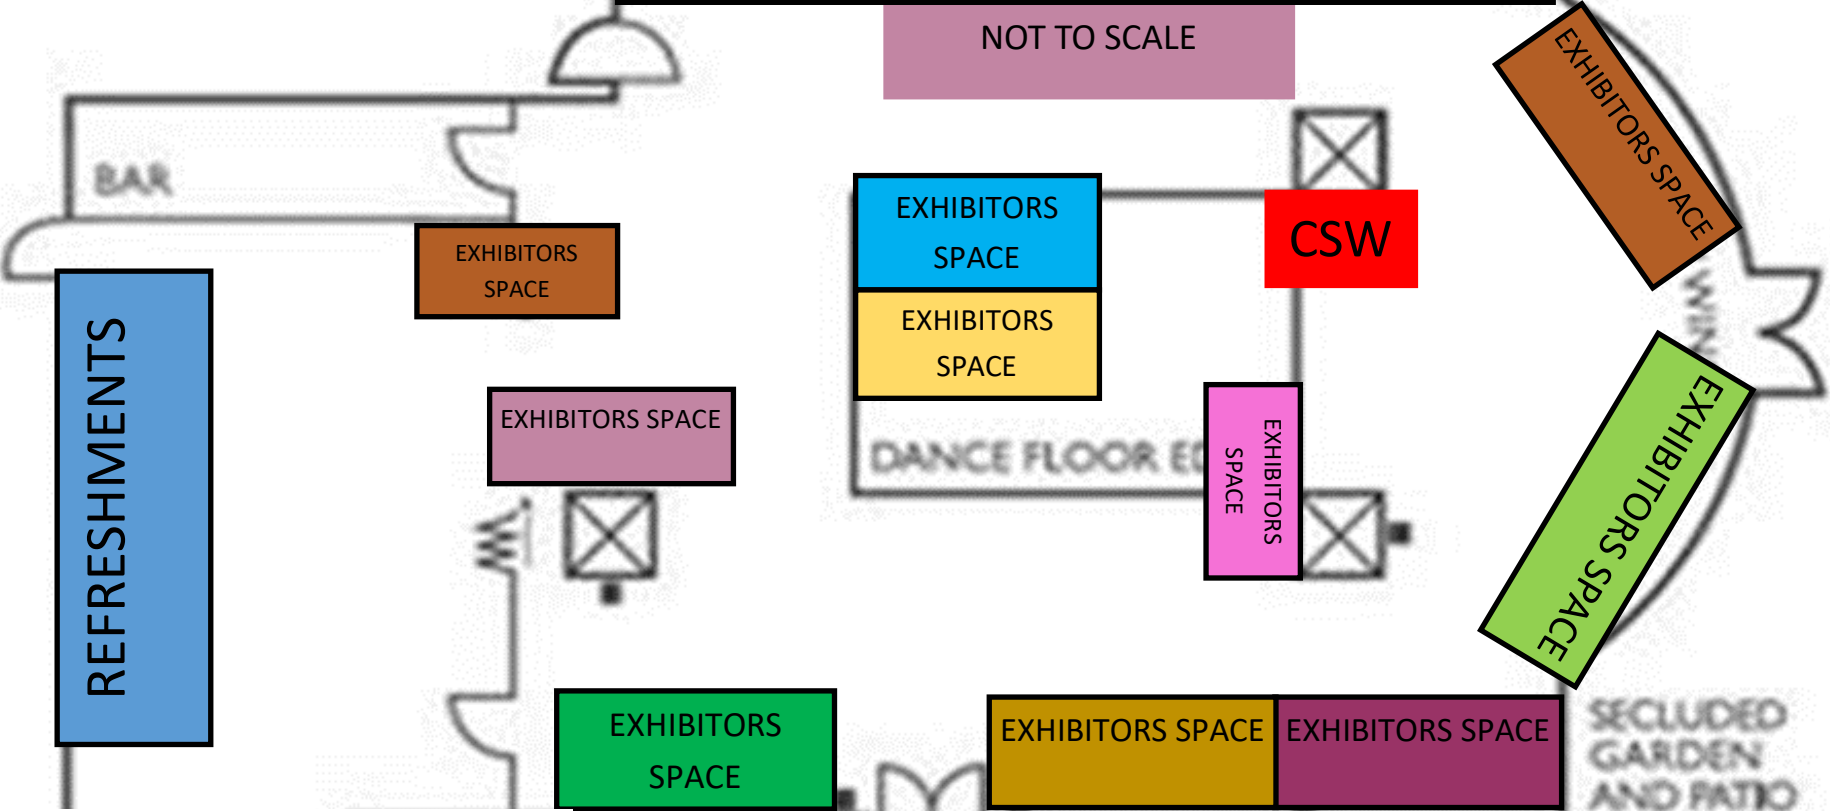 NOT TO SCALE
EXHIBITORS SPACE
BAR
EXHIBITORS
SPACE
CSW
EXHIBITORS
SPACE
EXHIBITORS
SPACE
WIN
REFRESHMENTS
EXHIBITORS SPACE
EXHIBITORS
SPACE
EXHIBITORS SPACE
DANCE FLOOR
EXHIBITORS
SPACE
EXHIBITORS SPACE
EXHIBITORS SPACE
SECLUDED
GARDEN
AND PATIO